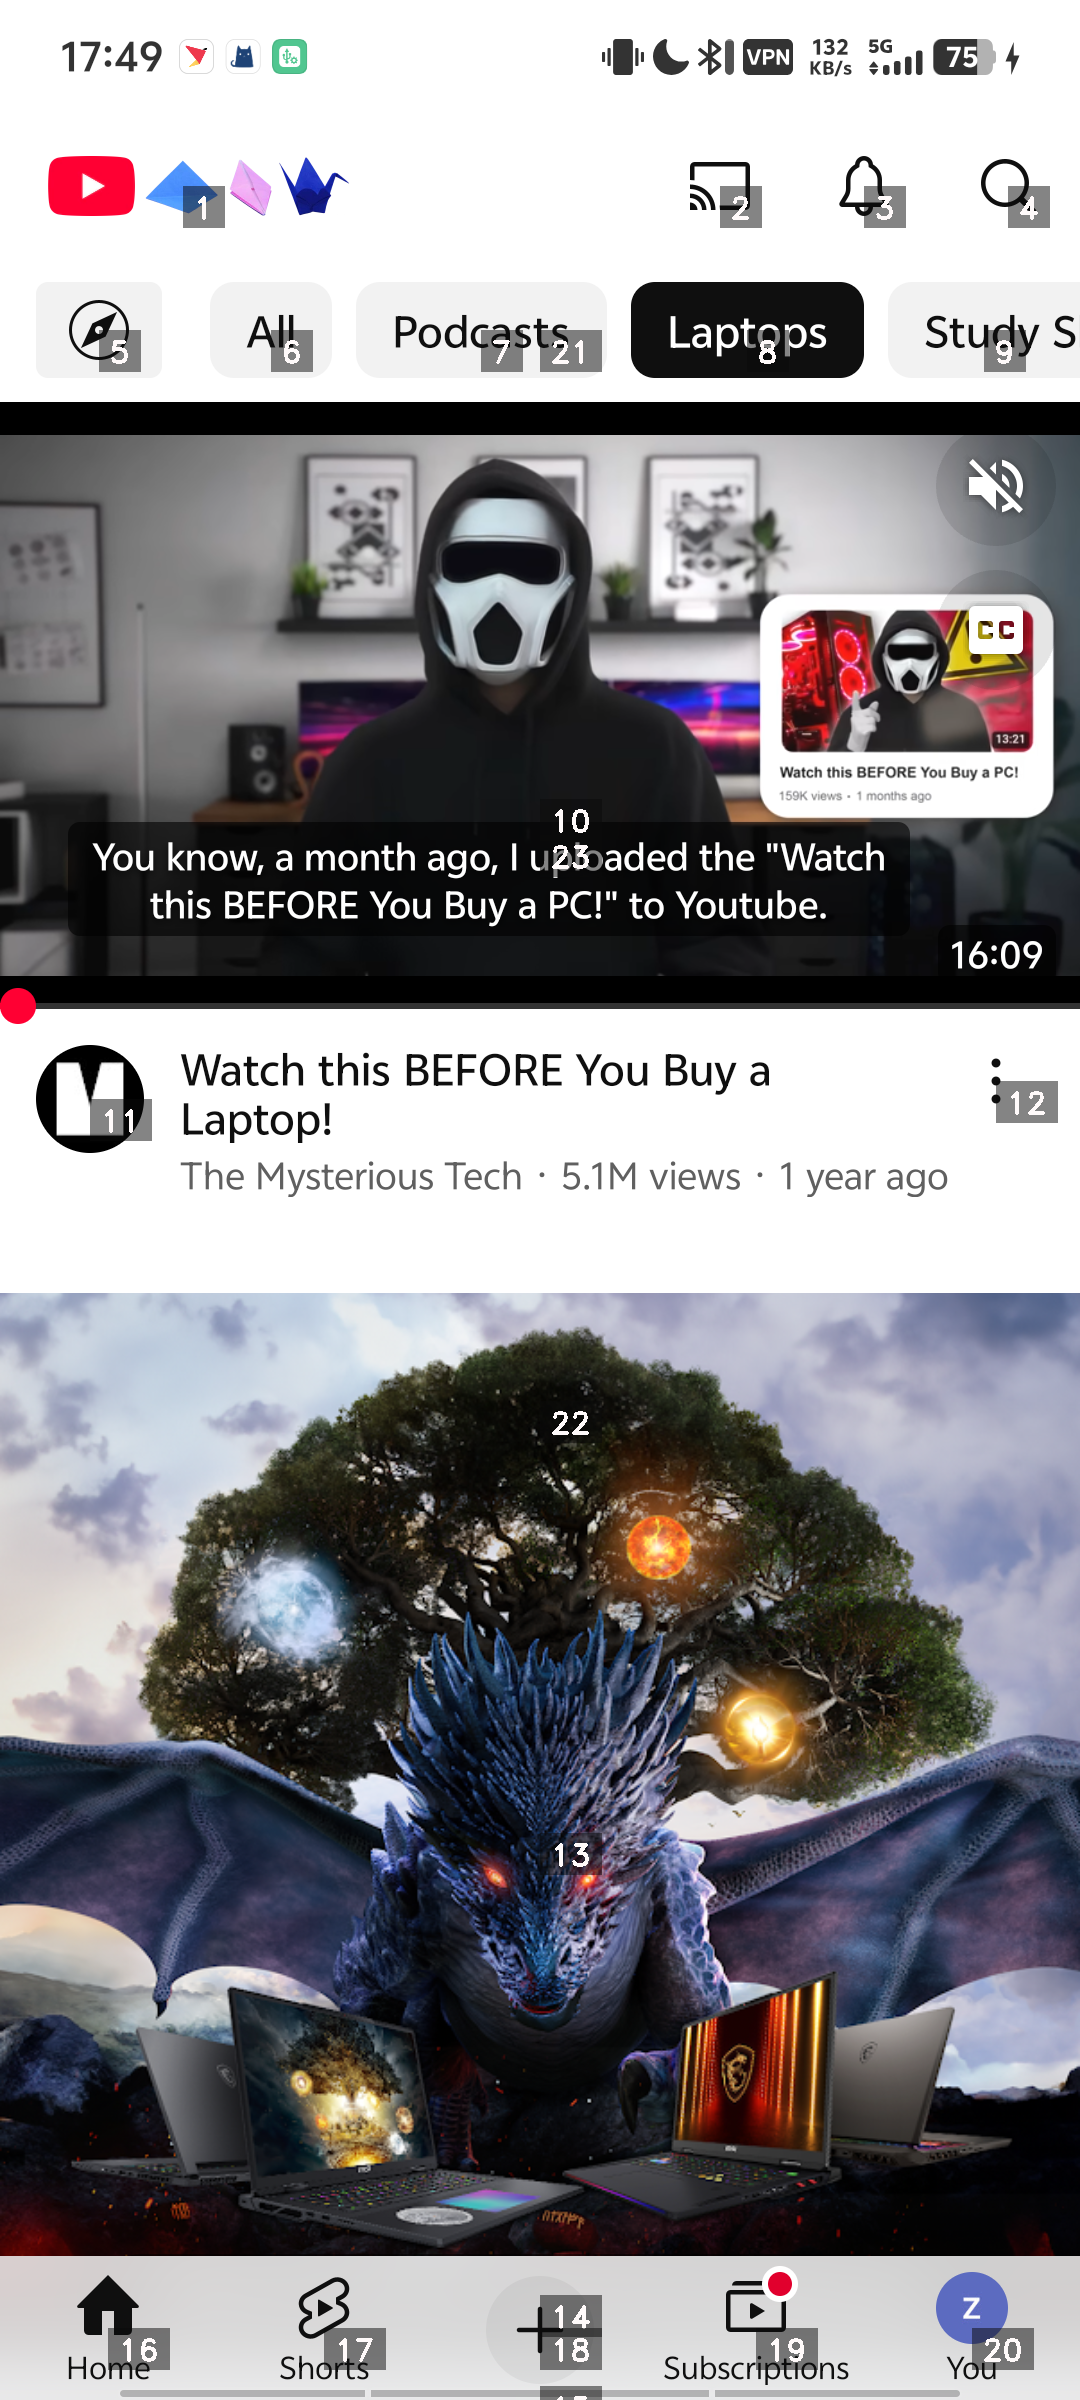 17:49
VPN
132
KB/s
5G
75
1
2
3
4
5
All
6
Podcasts
7
21
Laptops
8
Study S
9
CC
13:21
Watch this BEFORE You Buy a PC!
159K views • 1 months ago
10
23
You know, a month ago, I uploaded the "Watch
this BEFORE You Buy a PC!" to Youtube.
16:09
11
Watch this BEFORE You Buy a
Laptop!
12
The Mysterious Tech · 5.1M views · 1 year ago
22
13
14
Z
16
17
18
19
20
Home
Shorts
Subscriptions
You